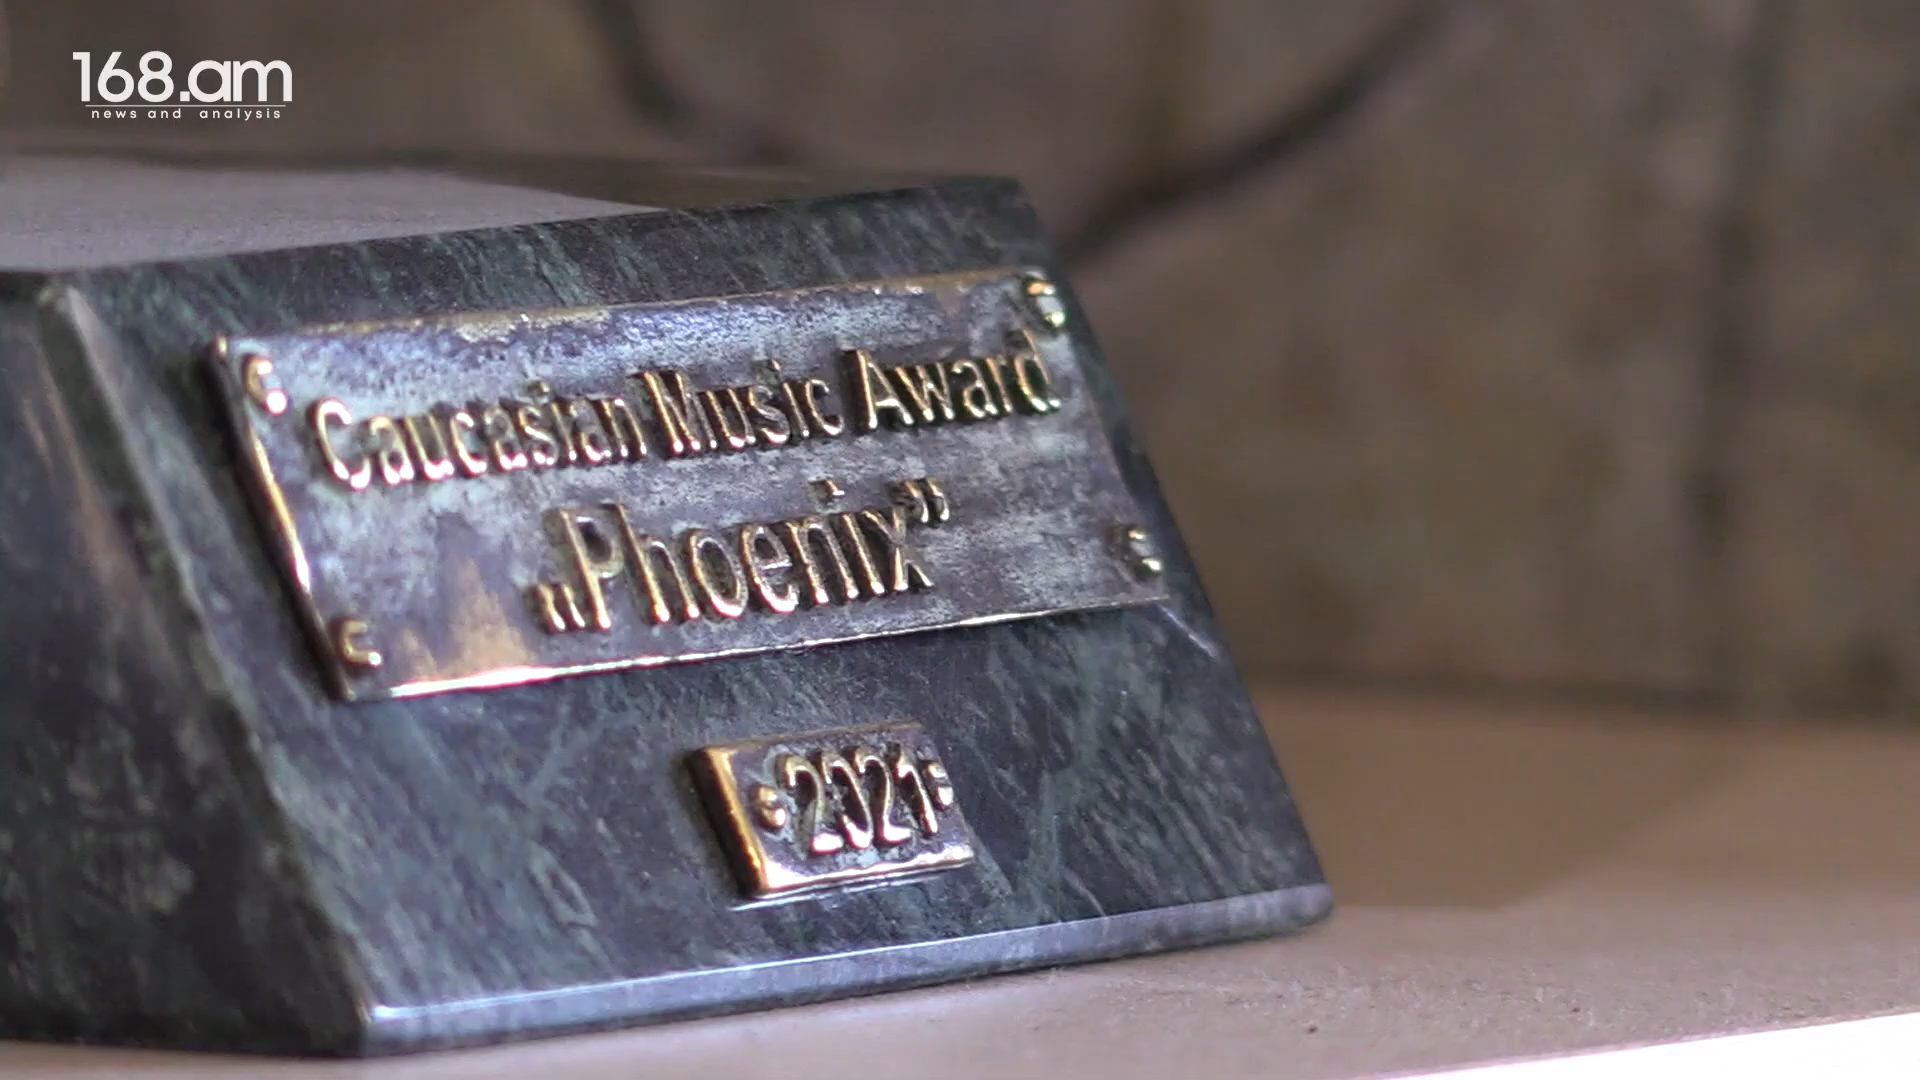 168.am
news and analysis
Caucasian Music Award
„Phoenix”
2021